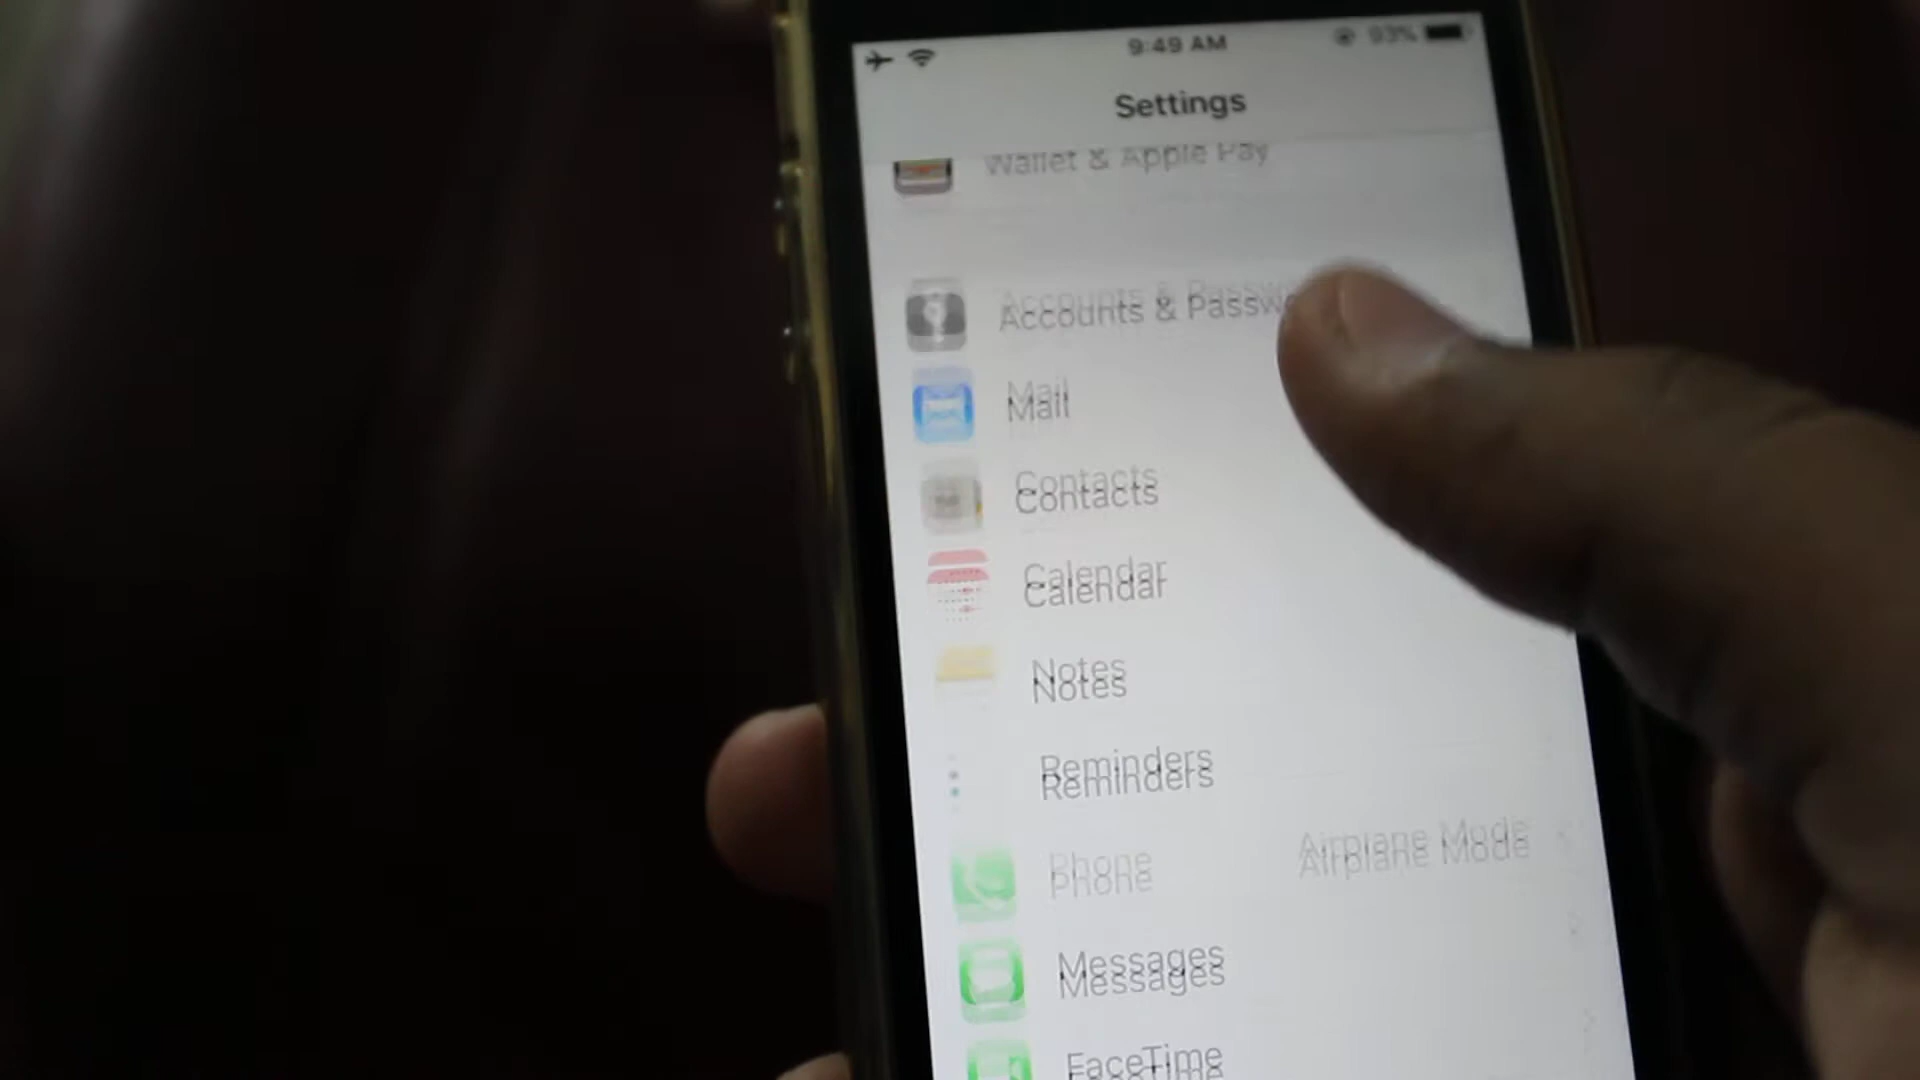 9:49 AM
93%
Settings
Wallet & Apple Pay
Accounts & Passw
Mail
Contacts
Calendar
Notes
Reminders
Phone Airplane Mode
Messages
FaceTime